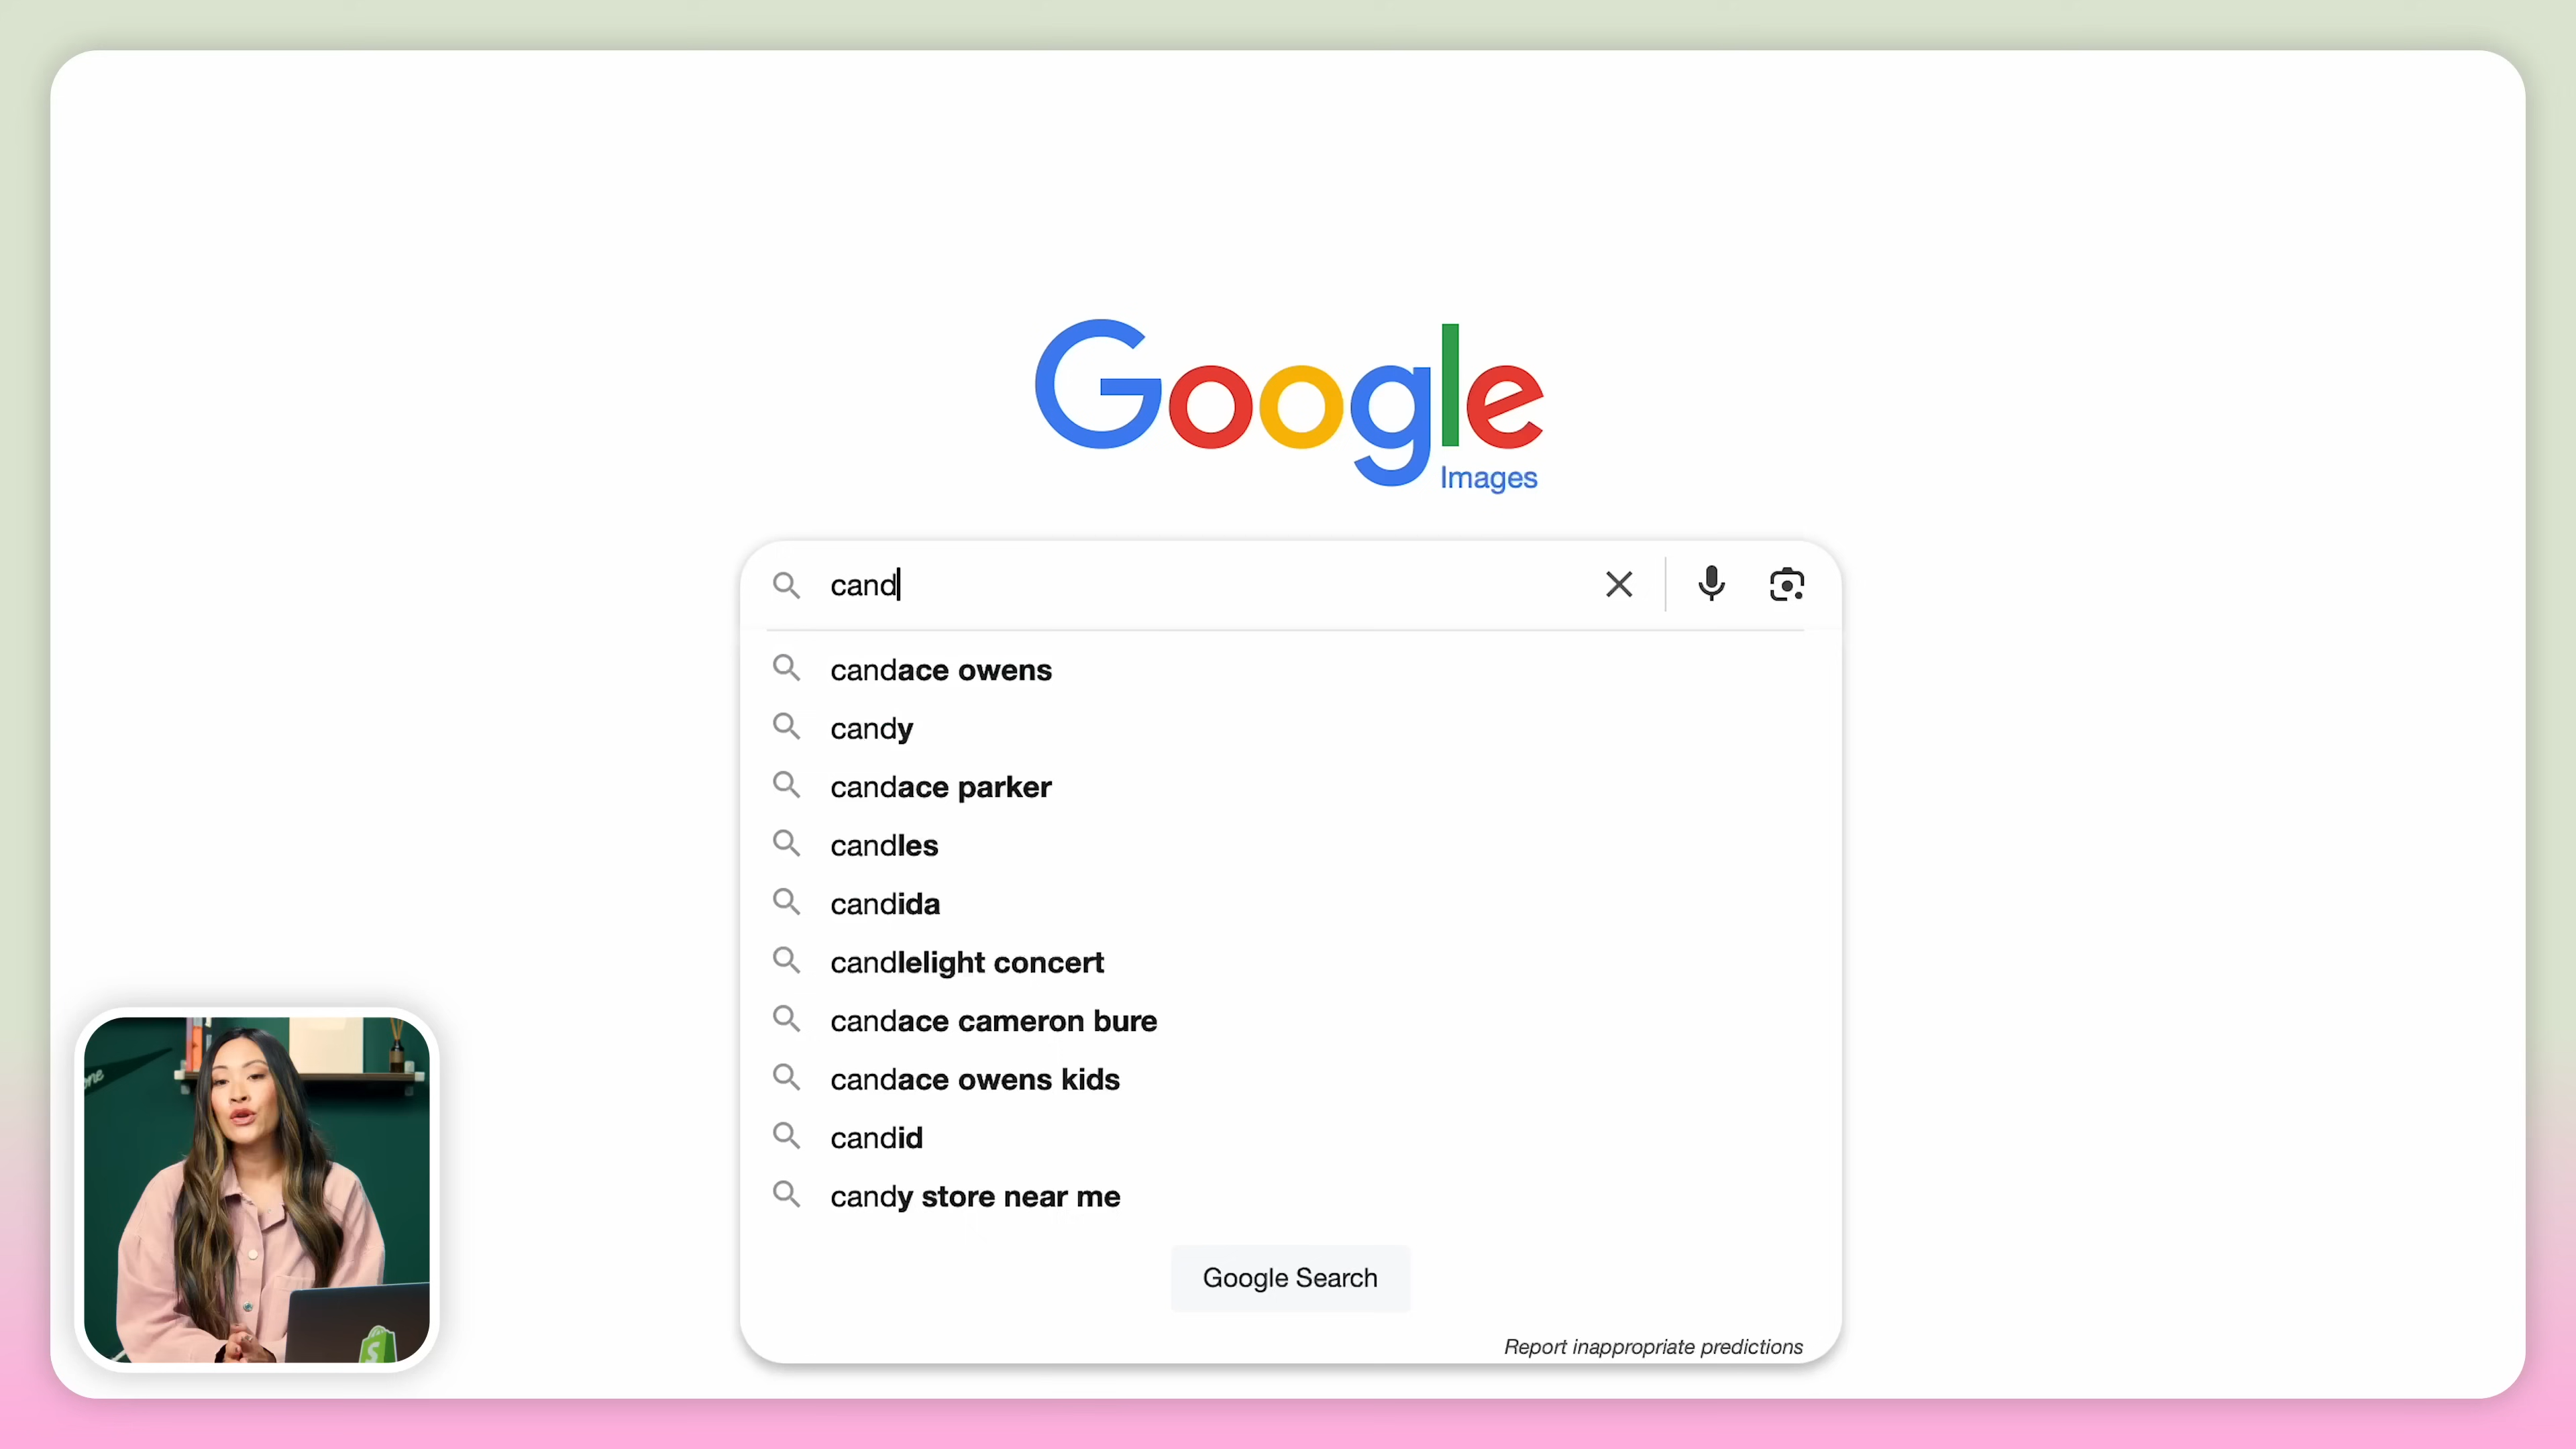 Google
Images
cand
candace owens
candy
candace parker
candles
candida
candlelight concert
candace cameron bure
candace owens kids
candid
candy store near me
Google Search
Report inappropriate predictions
one
S